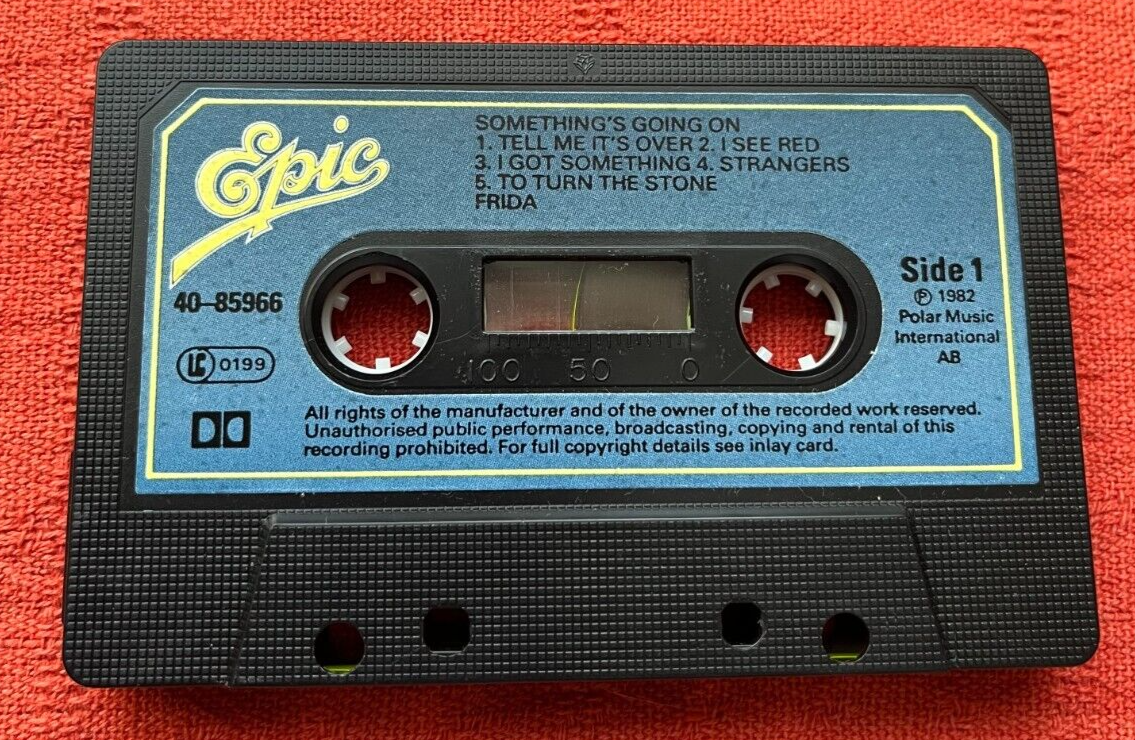 Epic
SOMETHING'S GOING ON
1. TELL ME IT'S OVER 2. I SEE RED
3. I GOT SOMETHING 4. STRANGERS
5. TO TURN THE STONE
FRIDA
40-85966
LC 0199
Side 1
℗ 1982
Polar Music
International
AB
100 50 0
All rights of the manufacturer and of the owner of the recorded work reserved.
Unauthorised public performance, broadcasting, copying and rental of this
recording prohibited. For full copyright details see inlay card.